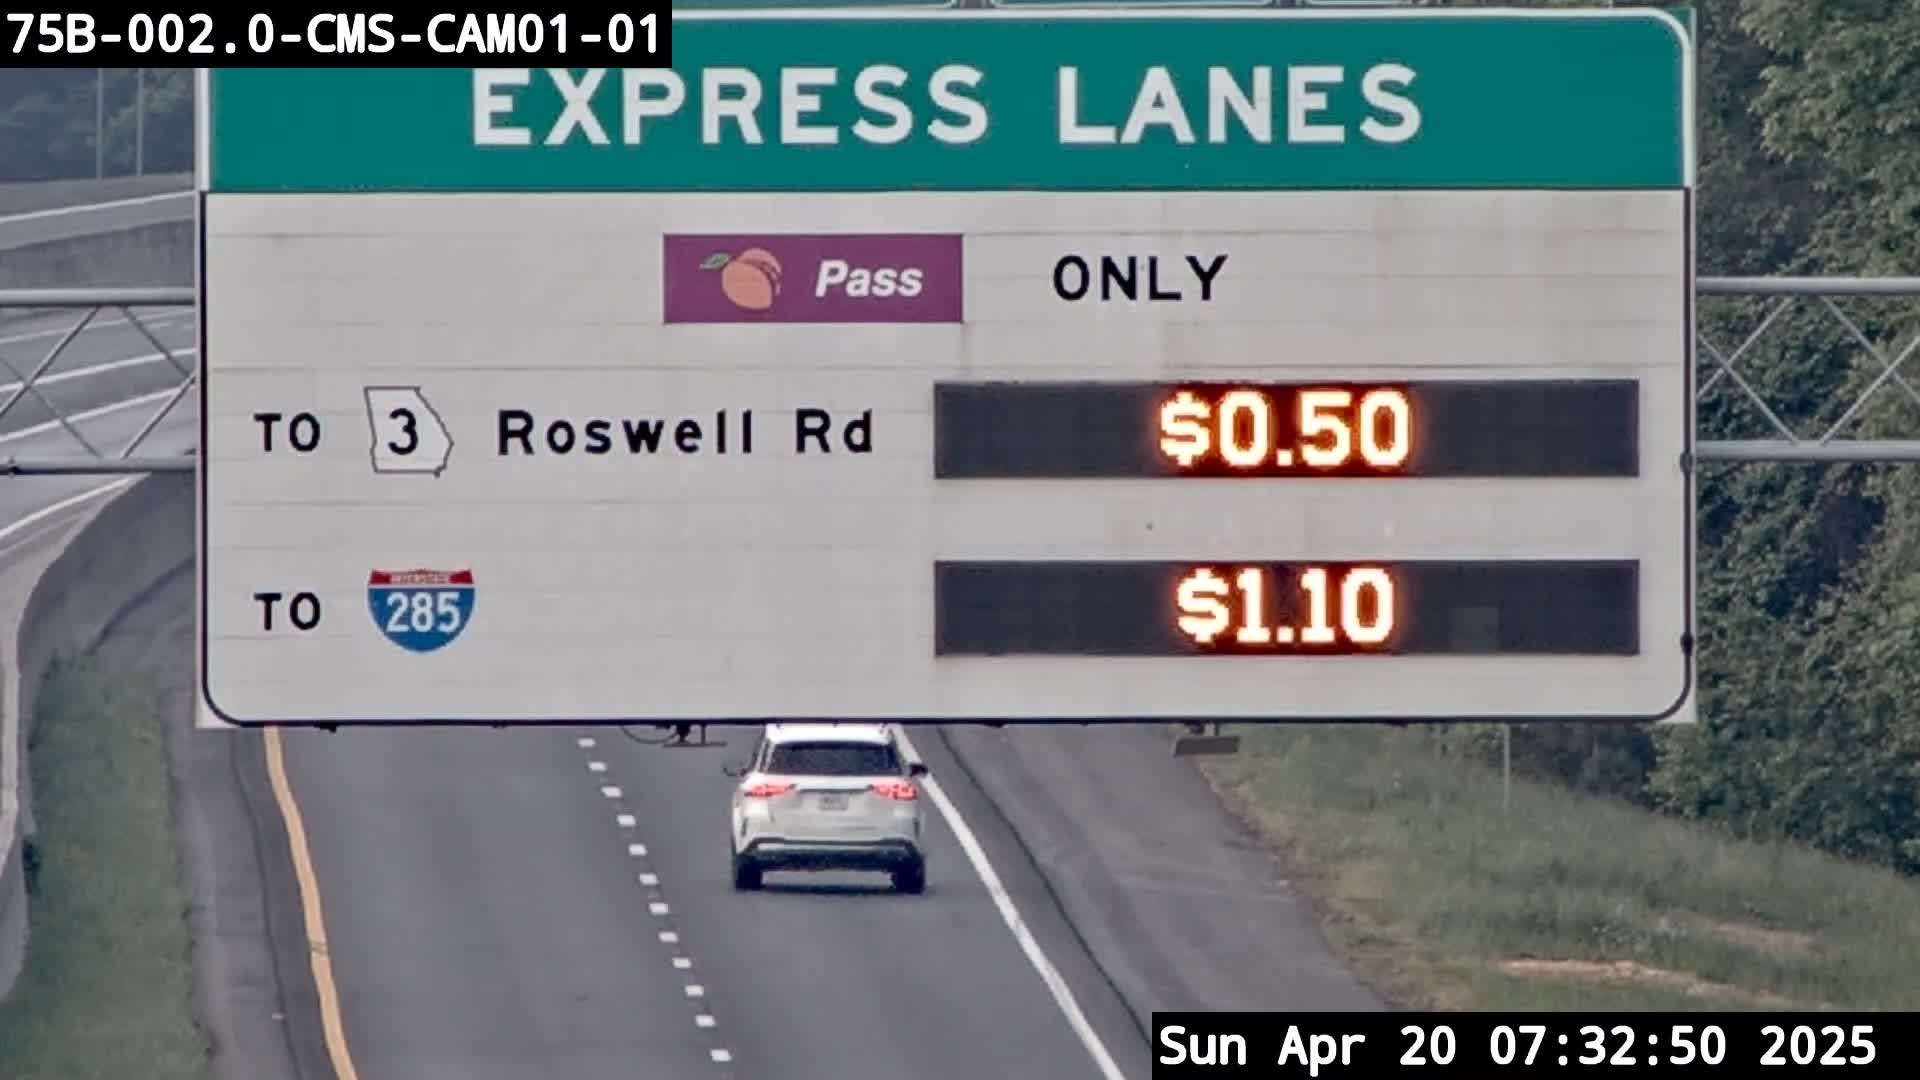 75B-002.0-CMS-CAM01-01
EXPRESS LANES
Pass ONLY
TO 3 Roswell Rd $0.50
TO 285 $1.10
Sun Apr 20 07:32:50 2025